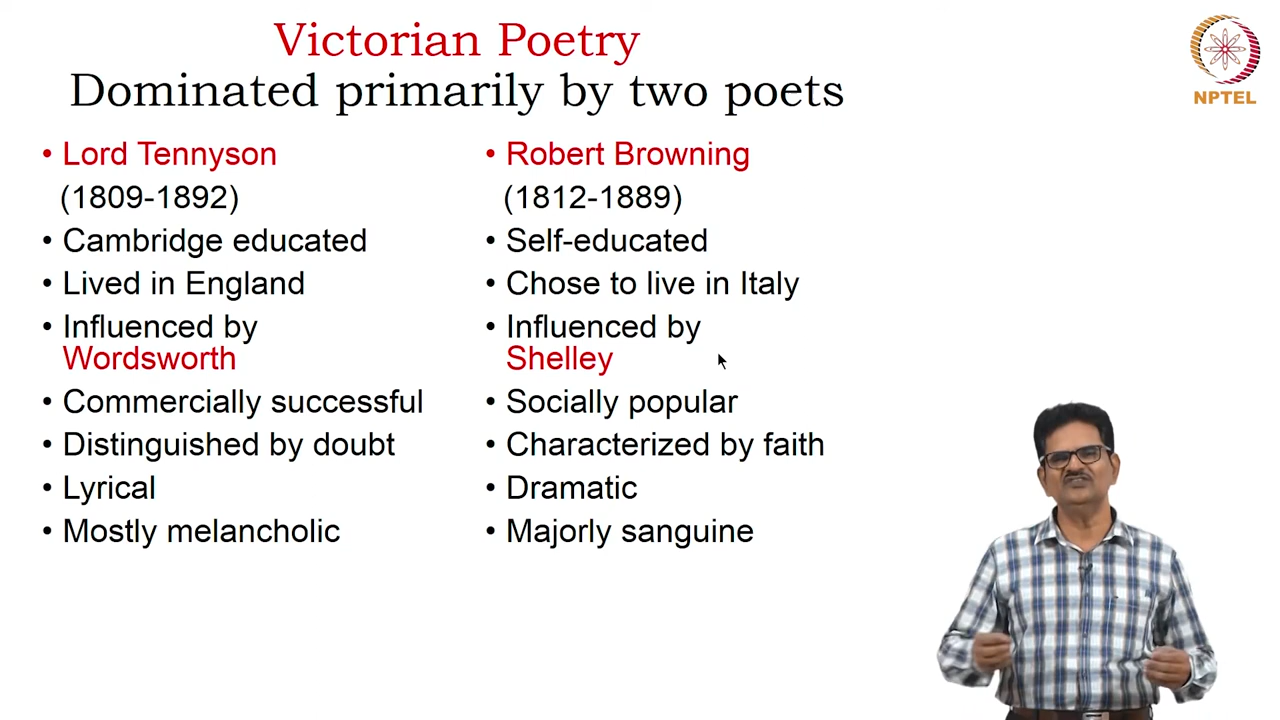 Victorian Poetry
Dominated primarily by two poets
NPTEL
• Lord Tennyson
(1809-1892)
• Cambridge educated
• Lived in England
• Influenced by
Wordsworth
• Commercially successful
• Distinguished by doubt
• Lyrical
• Mostly melancholic
• Robert Browning
(1812-1889)
• Self-educated
• Chose to live in Italy
• Influenced by
Shelley
• Socially popular
• Characterized by faith
• Dramatic
• Majorly sanguine